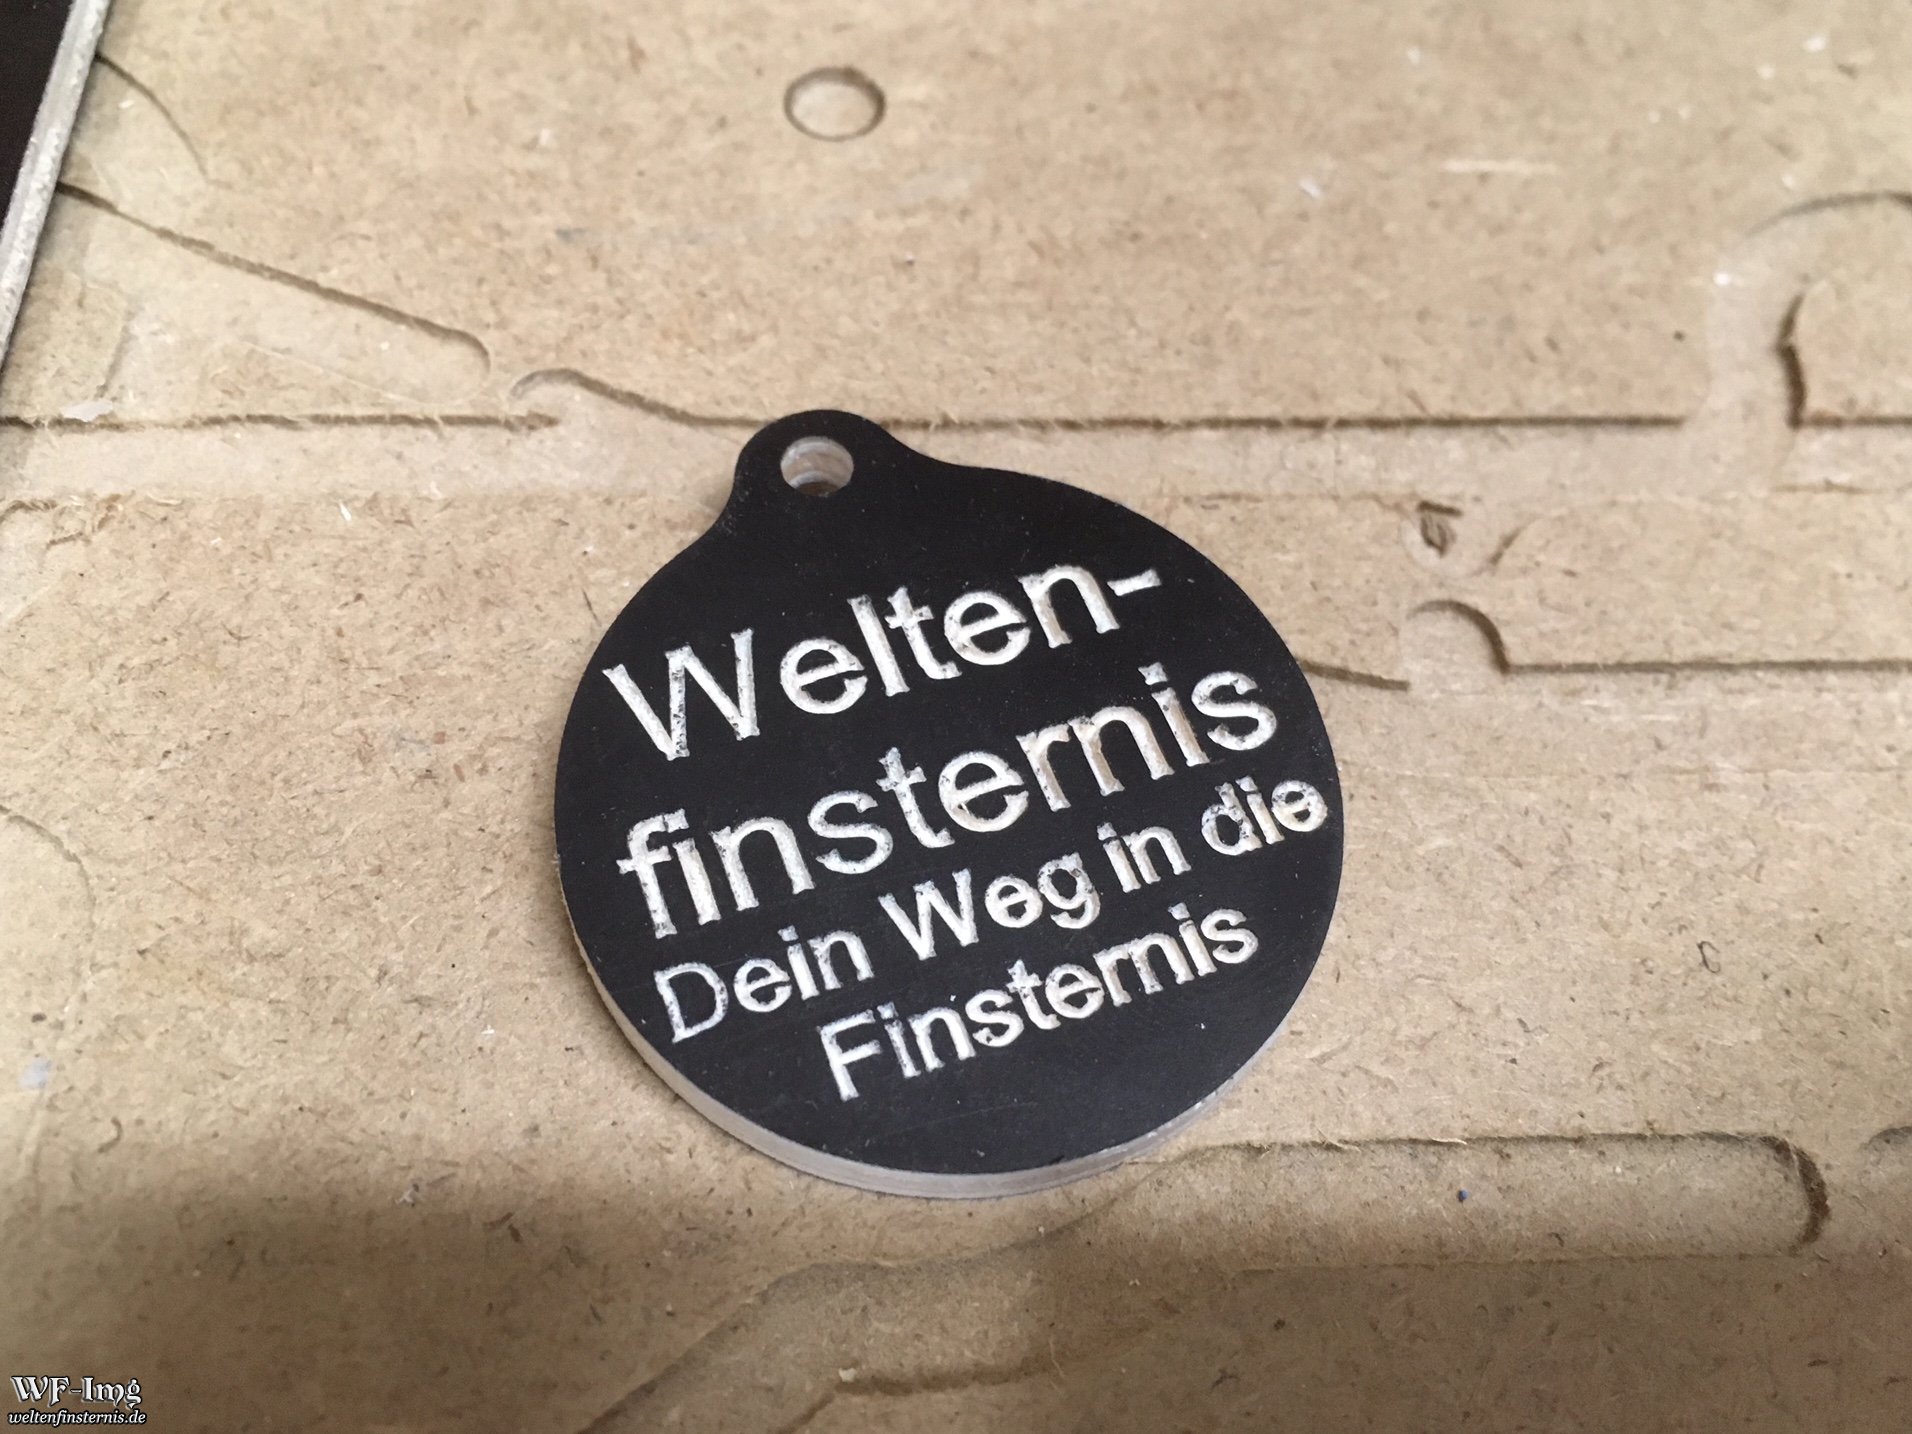 Welten-
finsternis
Dein Weg in die
Finsternis
WF-Img
weltenfinsternis.de